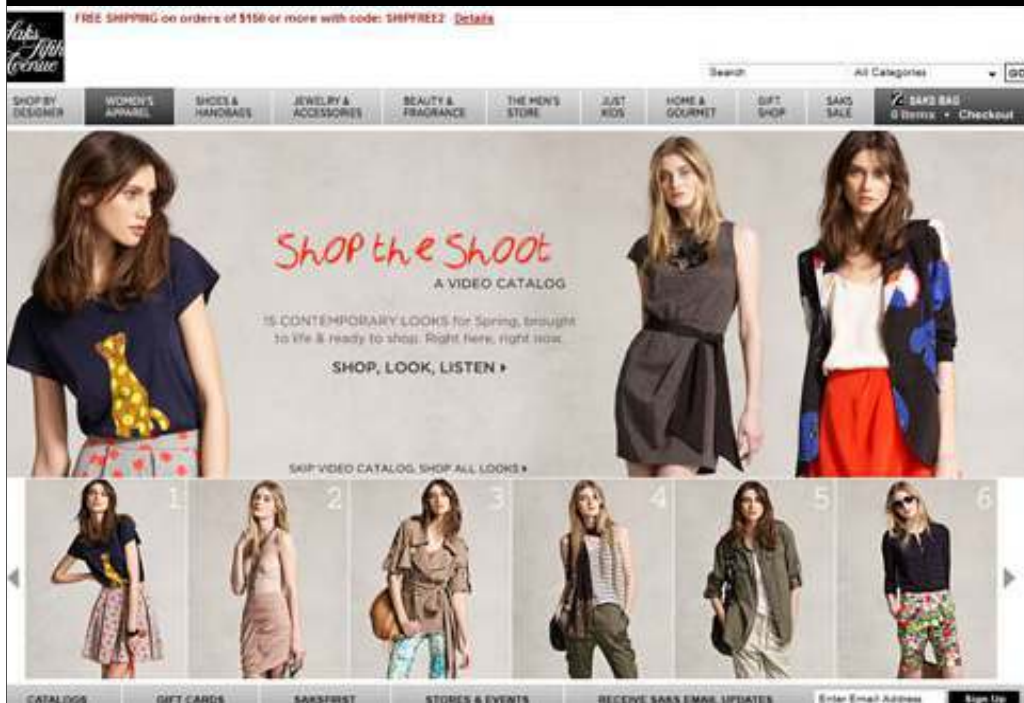 Saks
Fifth
Avenue
FREE SHIPPING on orders of $150 or more with code: SHIPFREE2 Details
Search All Categories GO
SHOP BY DESIGNER
WOMEN'S APPAREL
SHOES & HANDBAGS
JEWELRY & ACCESSORIES
BEAUTY & FRAGRANCE
THE MEN'S STORE
JUST KIDS
HOME & GOURMET
GIFT SHOP
SAKS SALE
SAKS BAG
0 Items • Checkout
Shop the Shoot
A VIDEO CATALOG
15 CONTEMPORARY LOOKS for Spring, brought
to life & ready to shop. Right here, right now.
SHOP, LOOK, LISTEN
SKIP VIDEO CATALOG, SHOP ALL LOOKS
1 2 3 4 5 6
CATALOGS GIFT CARDS SAKSFIRST STORES & EVENTS RECEIVE SAKS EMAIL UPDATES Enter Email Address Sign Up